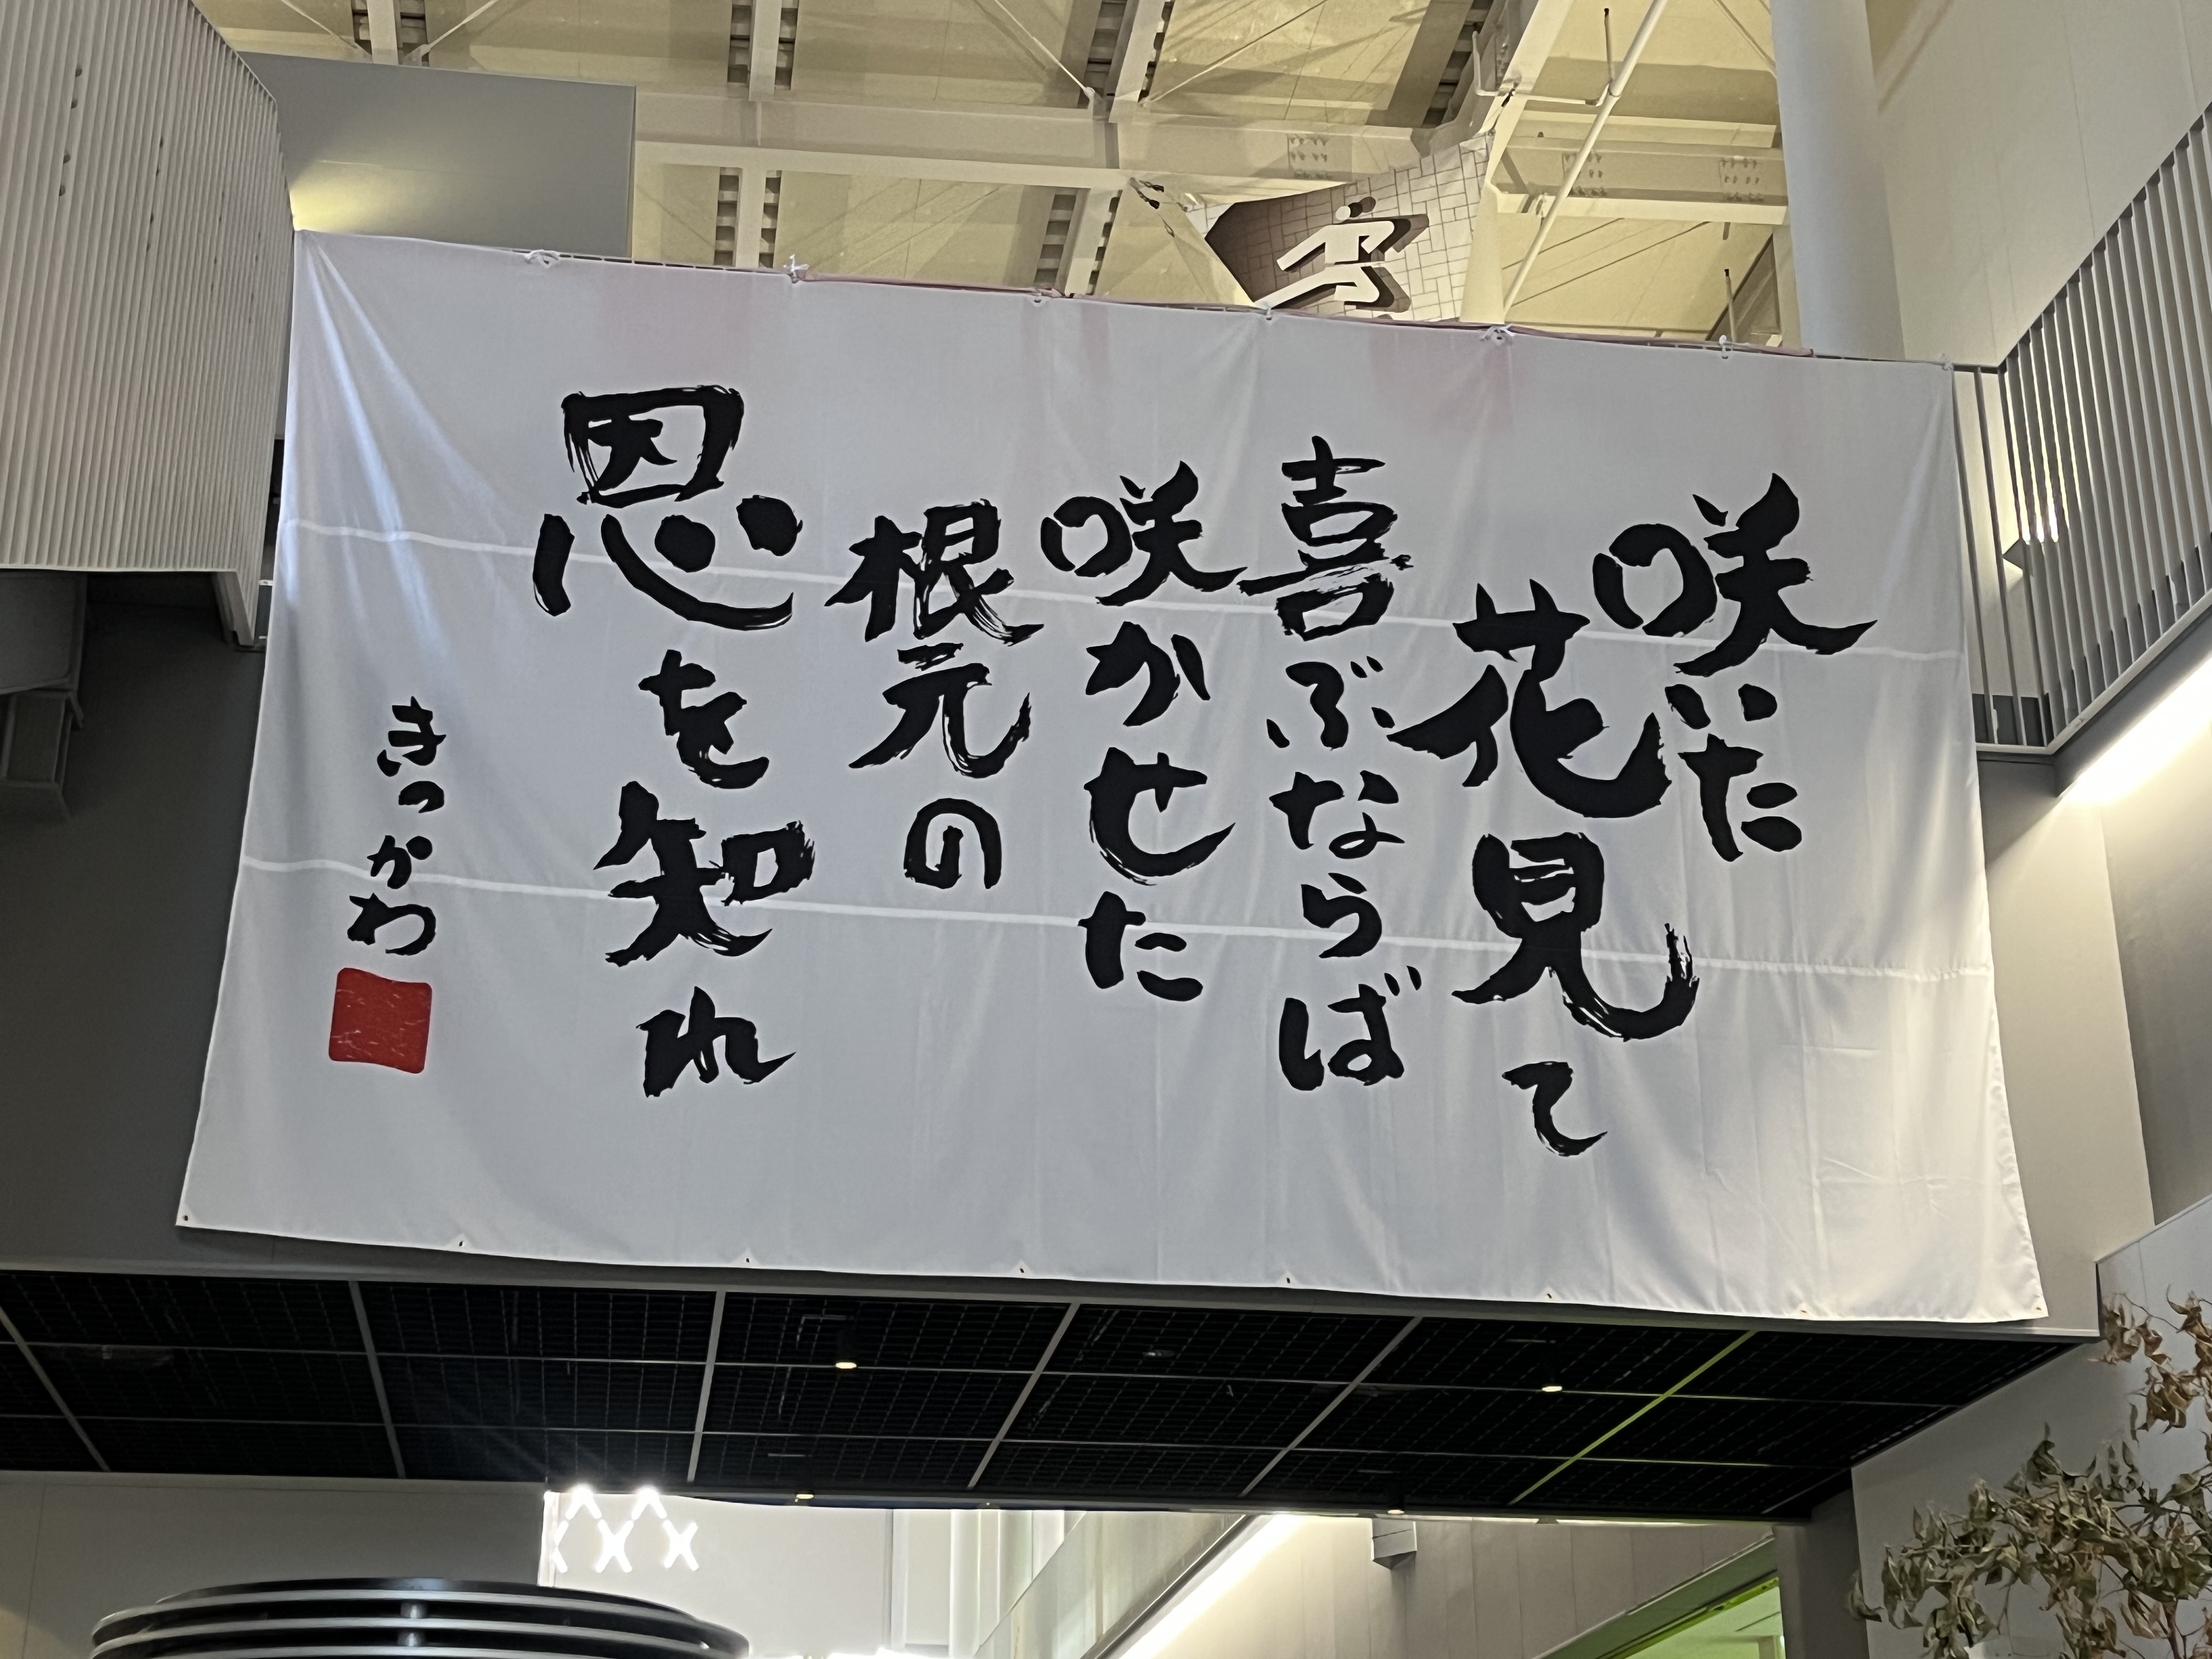 咲いた
花見て
喜ぶならば
咲かせた
根元の
恩を知れ
きっかわ